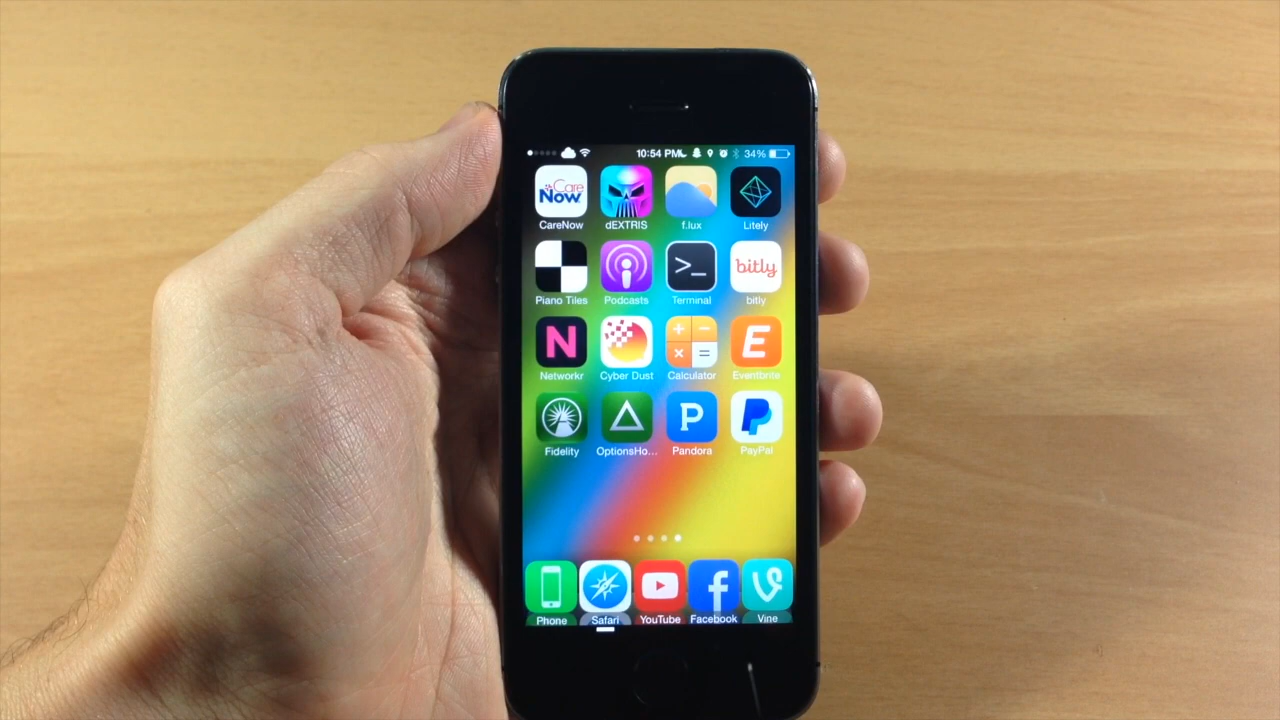 10:54 PM 34%
Care Now
CareNow dEXTRIS f.lux Litely
>_ bitly
Piano Tiles Podcasts Terminal bitly
N E
Networkr Cyber Dust Calculator Eventbrite
P P
Fidelity OptionsHo... Pandora PayPal
f
Phone Safari YouTube Facebook Vine